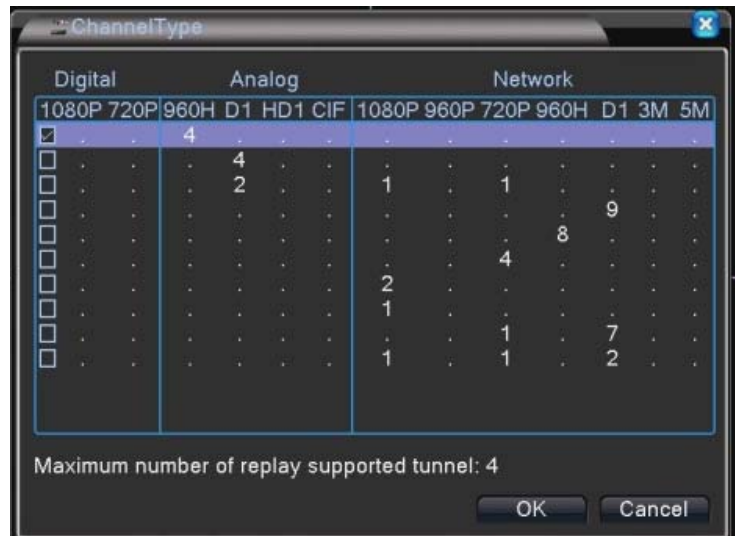 ChannelType
Digital Analog Network
1080P 720P 960H D1 HD1 CIF 1080P 960P 720P 960H D1 3M 5M
. . 4 . . . . . . . . . .
. . . 4 . . . . . . . . .
. . . 2 . . 1 . 1 . . . .
. . . . . . . . . . 9 . .
. . . . . . . . . 8 . . .
. . . . . . . . 4 . . . .
. . . . . . 2 . . . . . .
. . . . . . 1 . . . . . .
. . . . . . . . 1 . 7 . .
. . . . . . 1 . 1 . 2 . .
Maximum number of replay supported tunnel: 4
OK Cancel